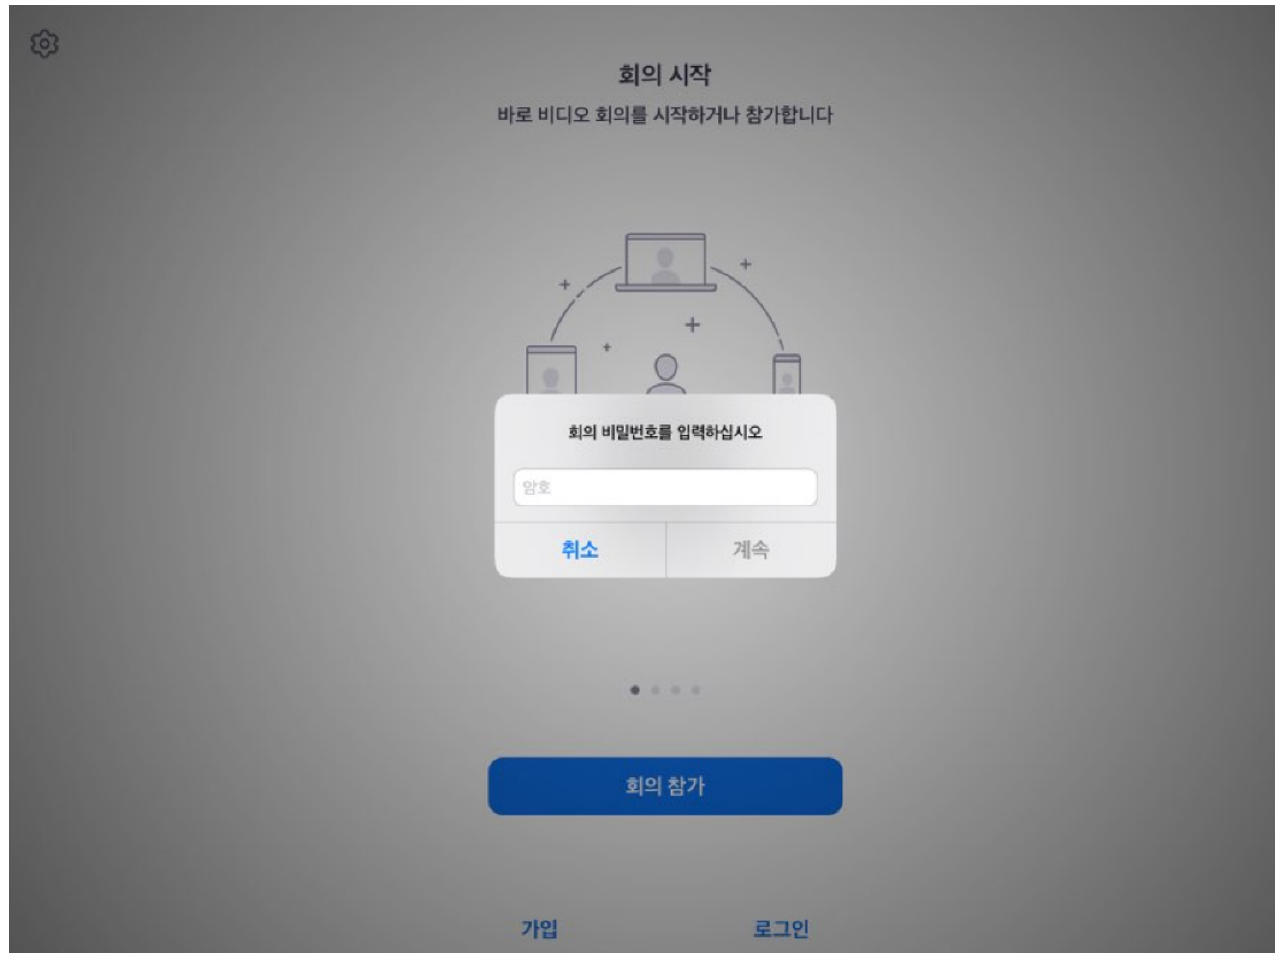 회의 시작
바로 비디오 회의를 시작하거나 참가합니다
회의 비밀번호를 입력하십시오
암호
취소
계속
회의 참가
가입
로그인